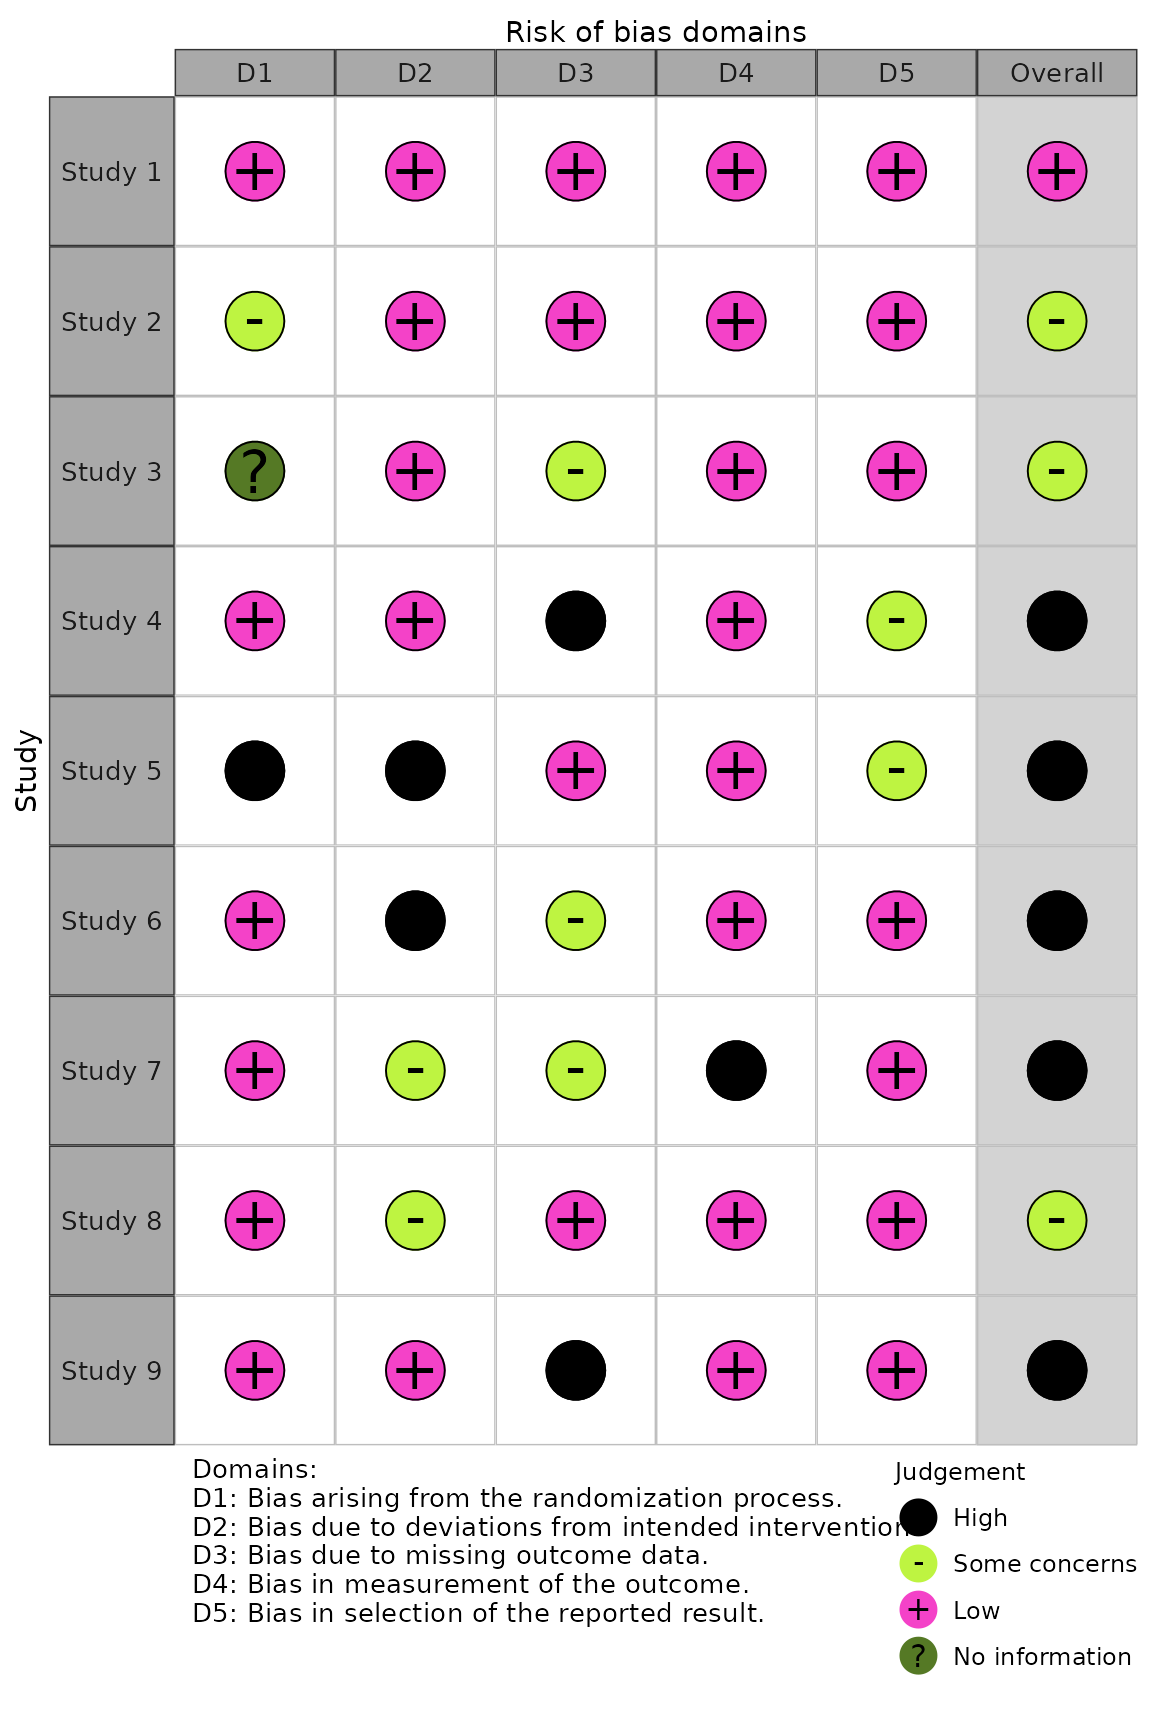 Risk of bias domains
D1 D2 D3 D4 D5 Overall
Study
Study 1 + + + + + +
Study 2 - + + + + -
Study 3 ? + - + + -
Study 4 + + + -
Study 5 + + -
Study 6 + - + +
Study 7 + - - +
Study 8 + - + + + -
Study 9 + + + +
Domains:
D1: Bias arising from the randomization process.
D2: Bias due to deviations from intended intervention
D3: Bias due to missing outcome data.
D4: Bias in measurement of the outcome.
D5: Bias in selection of the reported result.
Judgement
High
- Some concerns
+ Low
? No information